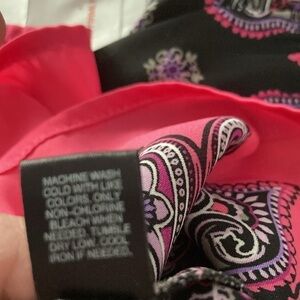 MACHINE WASH
COLD WITH LIKE
COLORS. ONLY
NON-CHLORINE
BLEACH WHEN
NEEDED. TUMBLE
DRY LOW. COOL
IRON IF NEEDED.